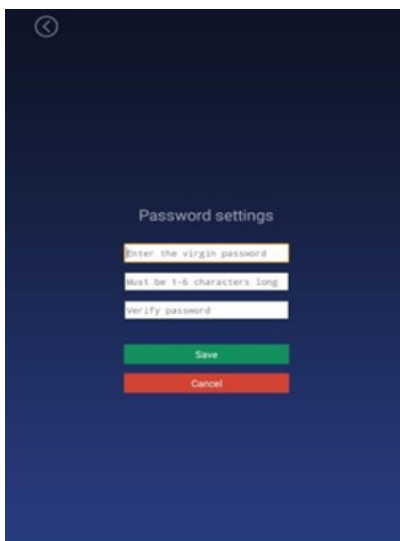 Password settings
Enter the virgin password
Must be 1-6 characters long
Verify password
Save
Cancel